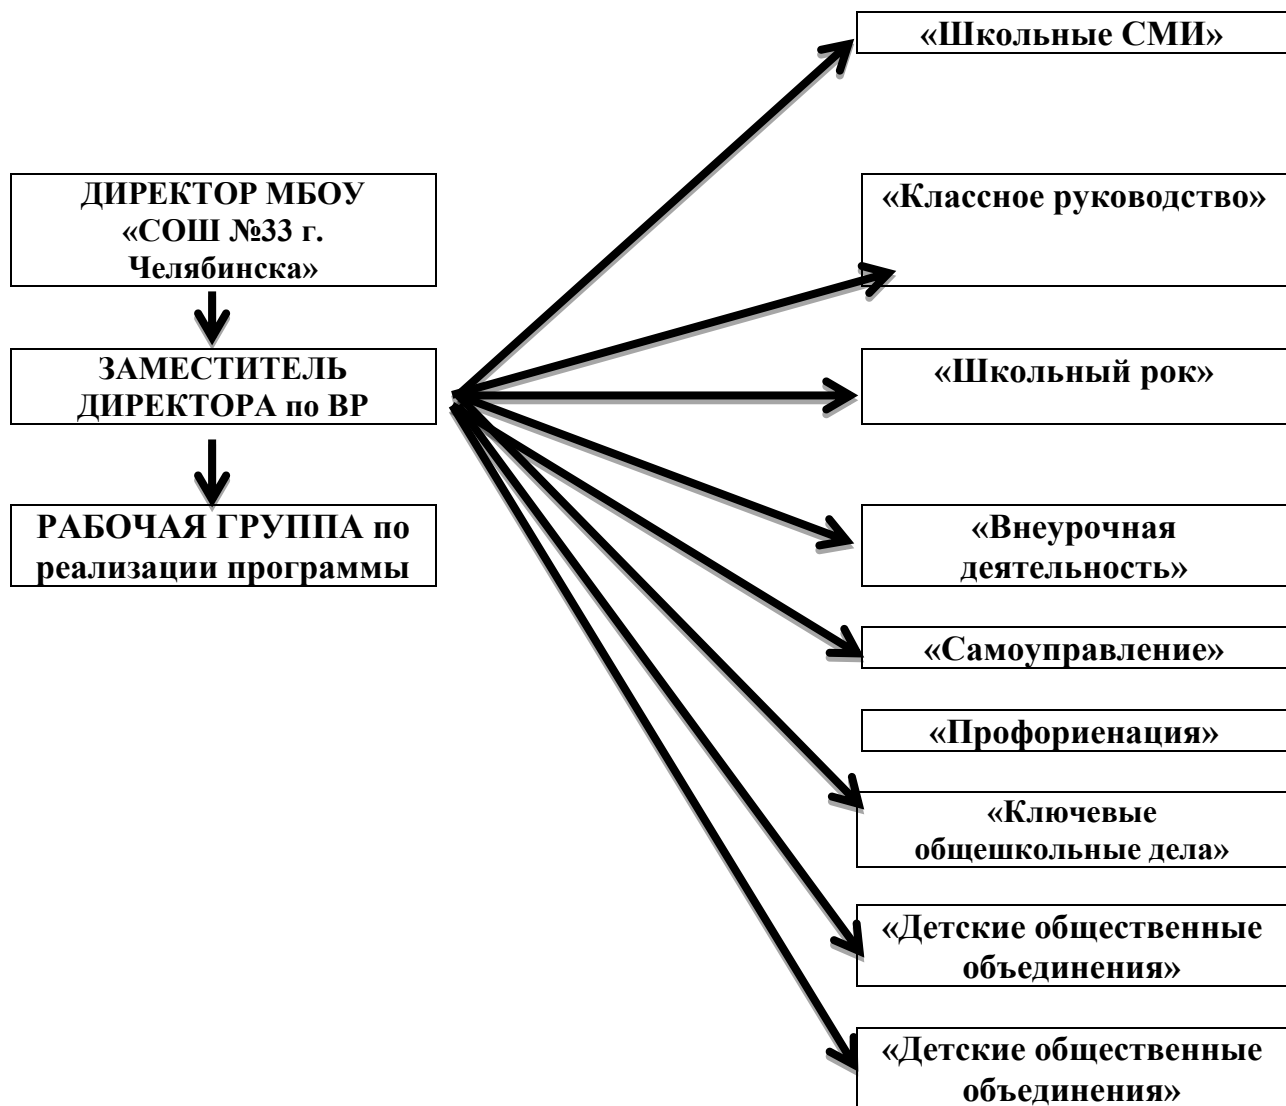 «Школьные СМИ»
ДИРЕКТОР МБОУ
«СОШ №33 г.
Челябинска»
ЗАМЕСТИТЕЛЬ
ДИРЕКТОРА по ВР
РАБОЧАЯ ГРУППА по
реализации программы
«Классное руководство»
«Школьный рок»
«Внеурочная
деятельность»
«Самоуправление»
«Профориенация»
«Ключевые
общешкольные дела»
«Детские общественные
объединения»
«Детские общественные
объединения»